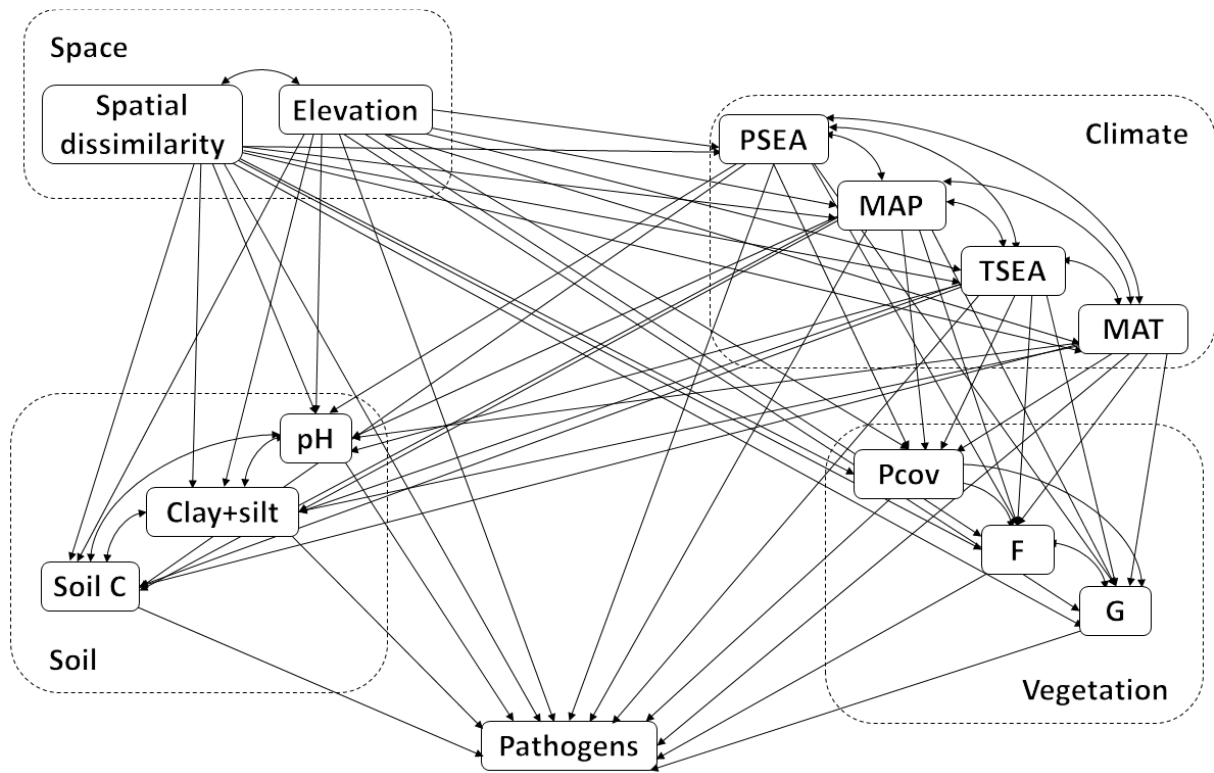 Space
Spatial
dissimilarity
Elevation
Climate
PSEA
MAP
TSEA
MAT
pH
Clay+silt
Soil C
Soil
Pcov
F
G
Vegetation
Pathogens